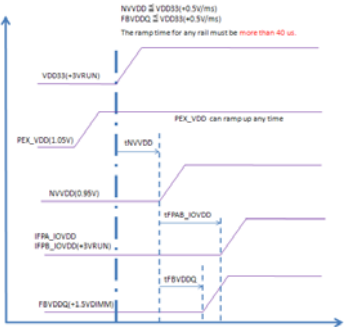 NVVDD ≦ VDD33(+0.5V/ms)
FBVDDQ ≦ VDD33(+0.5V/ms)
The ramp time for any rail must be more than 40 us.
VDD33(+3VRUN)
PEX_VDD can ramp up any time
PEX_VDD(1.05V)
tNVVDD
NVVDD(0.95V)
tFPAB_IOVDD
IFPA_IOVDD
IFPB_IOVDD(+3VRUN)
tFBVDDQ
FBVDDQ(+1.5VDIMM)